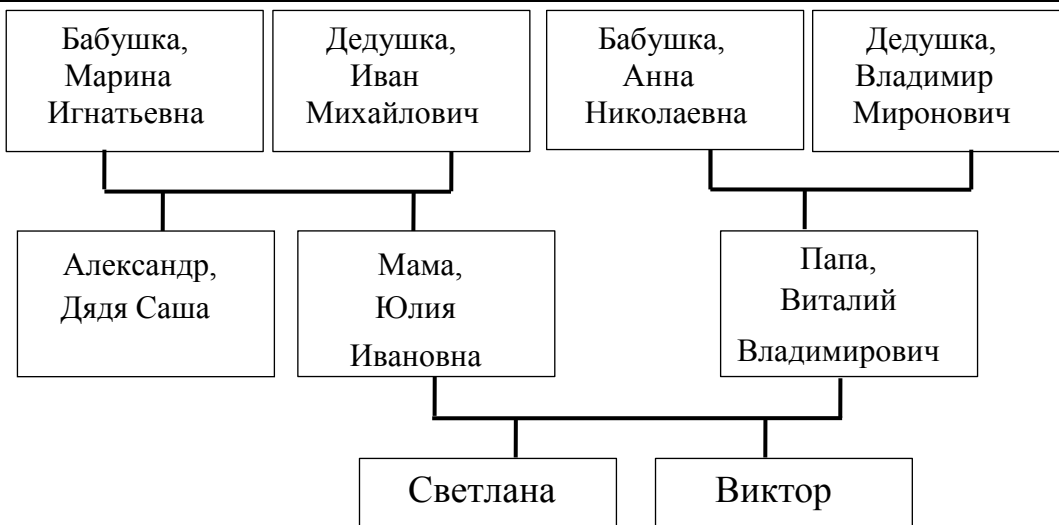 Бабушка,
Марина
Игнатьевна
Дедушка,
Иван
Михайлович
Бабушка,
Анна
Николаевна
Дедушка,
Владимир
Миронович
Александр,
Дядя Саша
Мама,
Юлия
Ивановна
Папа,
Виталий
Владимирович
Светлана
Виктор